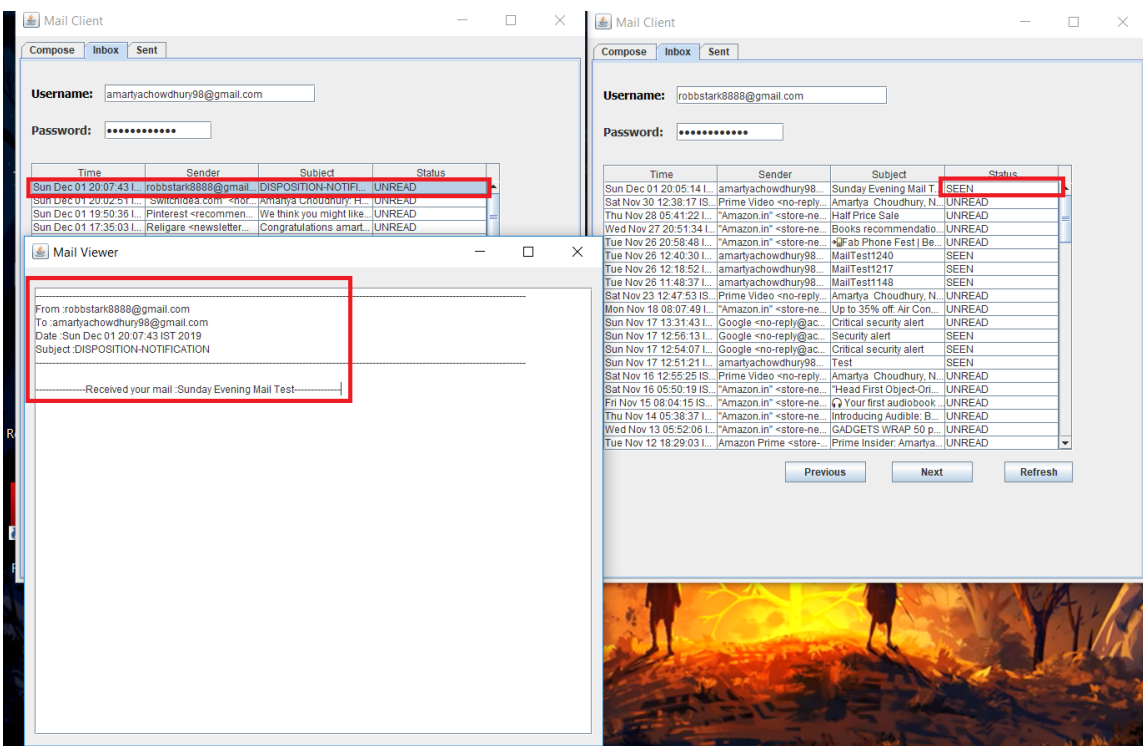 Mail Client
Compose Inbox Sent
Username: amartyachowdhury98@gmail.com
Password: ●●●●●●●●●●●●
Time Sender Subject Status
Sun Dec 01 20:07:43 I... robbstark8888@gmail... DISPOSITION-NOTIFI... UNREAD
Sun Dec 01 20:02:51 I... "Switchidea.com" <nor... Amartya Choudhury: H... UNREAD
Sun Dec 01 19:50:36 I... Pinterest <recommen... We think you might like... UNREAD
Sun Dec 01 17:35:03 I... Religare <newsletter... Congratulations amart... UNREAD
Mail Viewer
From :robbstark8888@gmail.com
To :amartyachowdhury98@gmail.com
Date :Sun Dec 01 20:07:43 IST 2019
Subject :DISPOSITION-NOTIFICATION
---------------Received your mail :Sunday Evening Mail Test--------------
Mail Client
Compose Inbox Sent
Username: robbstark8888@gmail.com
Password: ●●●●●●●●●●●●
Time Sender Subject Status
Sun Dec 01 20:05:14 I... amartyachowdhury98... Sunday Evening Mail T... SEEN
Sat Nov 30 12:38:17 IS... Prime Video <no-reply... Amartya Choudhury, N... UNREAD
Thu Nov 28 05:41:22 I... "Amazon.in" <store-ne... Half Price Sale UNREAD
Wed Nov 27 20:51:34 I... "Amazon.in" <store-ne... Books recommendatio... UNREAD
Tue Nov 26 20:58:48 I... "Amazon.in" <store-ne... Fab Phone Fest | Be... UNREAD
Tue Nov 26 12:40:30 I... amartyachowdhury98... MailTest1240 SEEN
Tue Nov 26 12:18:52 I... amartyachowdhury98... MailTest1217 SEEN
Tue Nov 26 11:48:37 I... amartyachowdhury98... MailTest1148 SEEN
Sat Nov 23 12:47:53 IS... Prime Video <no-reply... Amartya Choudhury, N... UNREAD
Mon Nov 18 08:07:49 I... "Amazon.in" <store-ne... Up to 35% off: Air Con... UNREAD
Sun Nov 17 13:31:43 I... Google <no-reply@ac... Critical security alert UNREAD
Sun Nov 17 12:56:13 I... Google <no-reply@ac... Security alert SEEN
Sun Nov 17 12:54:07 I... Google <no-reply@ac... Critical security alert SEEN
Sun Nov 17 12:51:21 I... amartyachowdhury98... Test SEEN
Sat Nov 16 12:55:25 IS... Prime Video <no-reply... Amartya Choudhury, N... UNREAD
Sat Nov 16 05:50:19 IS... "Amazon.in" <store-ne... "Head First Object-Ori... UNREAD
Fri Nov 15 08:04:15 IS... "Amazon.in" <store-ne... 🎧 Your first audiobook ... UNREAD
Thu Nov 14 05:38:37 I... "Amazon.in" <store-ne... Introducing Audible: B... UNREAD
Wed Nov 13 05:52:06 I... "Amazon.in" <store-ne... GADGETS WRAP 50 p... UNREAD
Tue Nov 12 18:29:03 I... Amazon Prime <store-... Prime Insider: Amartya... UNREAD
Previous Next Refresh